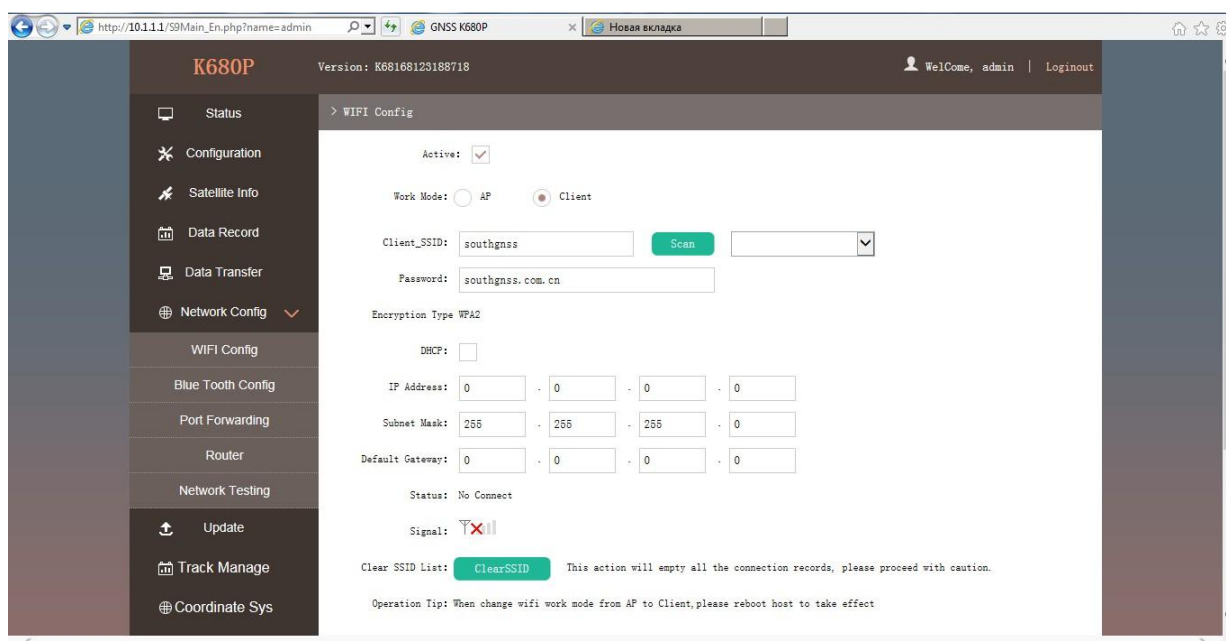 http://10.1.1.1/S9Main_En.php?name=admin GNSS K680P Новая вкладка
K680P Version: K68168123188718 WelCome, admin | Loginout
Status > WIFI Config
Active:
Configuration
Work Mode: AP Client
Satellite Info
Data Record
Client_SSID: southgnss Scan
Data Transfer
Password: southgnss.com.cn
Network Config
Encryption Type WPA2
WIFI Config
DHCP:
Blue Tooth Config
IP Address: 0 . 0 . 0 . 0
Port Forwarding
Subnet Mask: 255 . 255 . 255 . 0
Router
Default Gateway: 0 . 0 . 0 . 0
Network Testing
Status: No Connect
Update
Signal:
Track Manage
Clear SSID List: ClearSSID This action will empty all the connection records, please proceed with caution.
Coordinate Sys
Operation Tip: When change wifi work mode from AP to Client,please reboot host to take effect